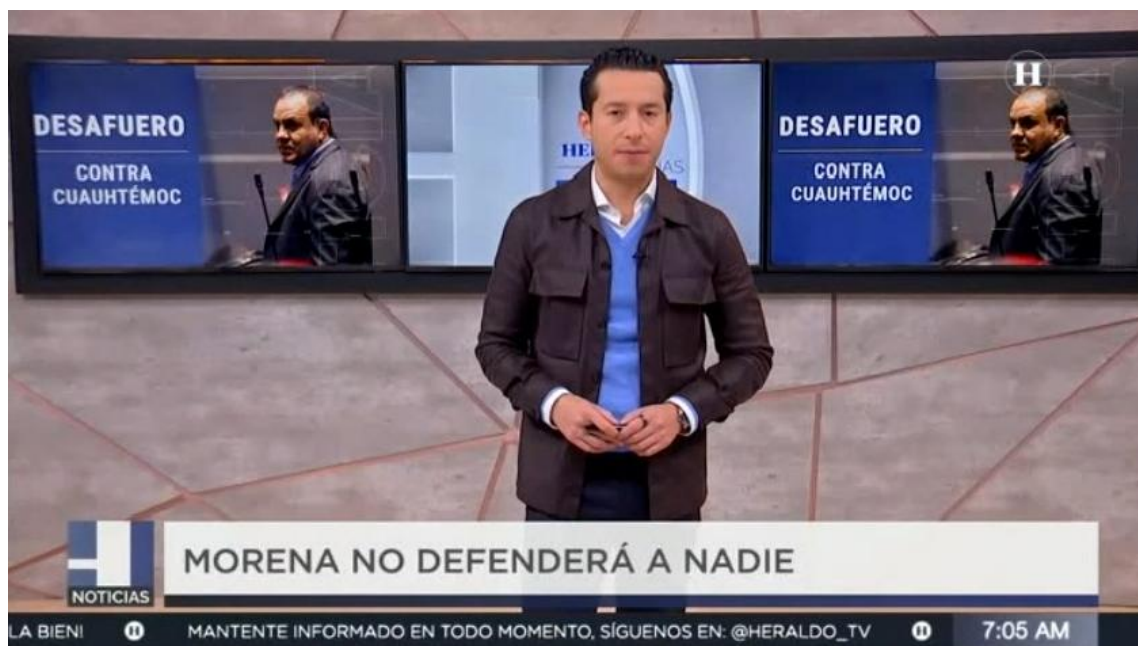 DESAFUERO
CONTRA
CUAUHTÉMOC
H
DESAFUERO
CONTRA
CUAUHTÉMOC
NOTICIAS
MORENA NO DEFENDERÁ A NADIE
LA BIEN!
MANTENTE INFORMADO EN TODO MOMENTO, SÍGUENOS EN: @HERALDO_TV
7:05 AM